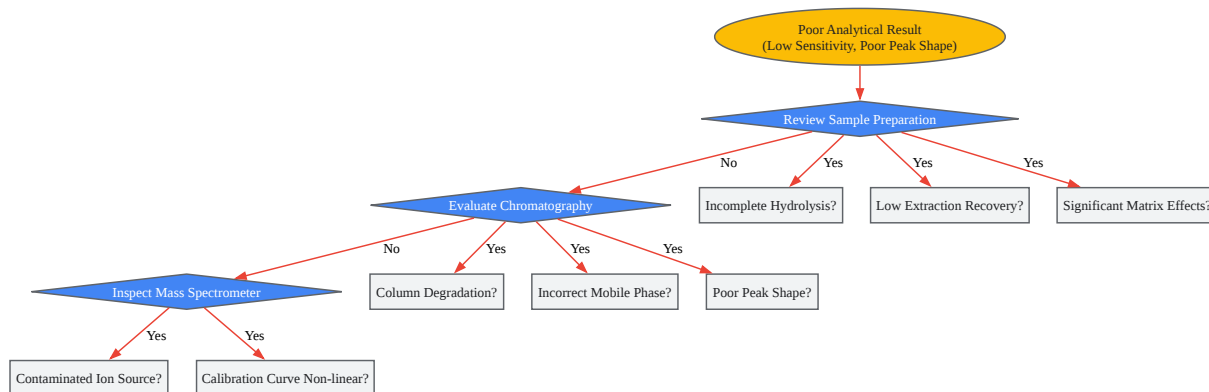 Poor Analytical Result
(Low Sensitivity, Poor Peak Shape)
Review Sample Preparation
No
Yes
Yes
Yes
Evaluate Chromatography
Incomplete Hydrolysis?
Low Extraction Recovery?
Significant Matrix Effects?
No
Yes
Yes
Yes
Inspect Mass Spectrometer
Column Degradation?
Incorrect Mobile Phase?
Poor Peak Shape?
Yes
Yes
Contaminated Ion Source?
Calibration Curve Non-linear?